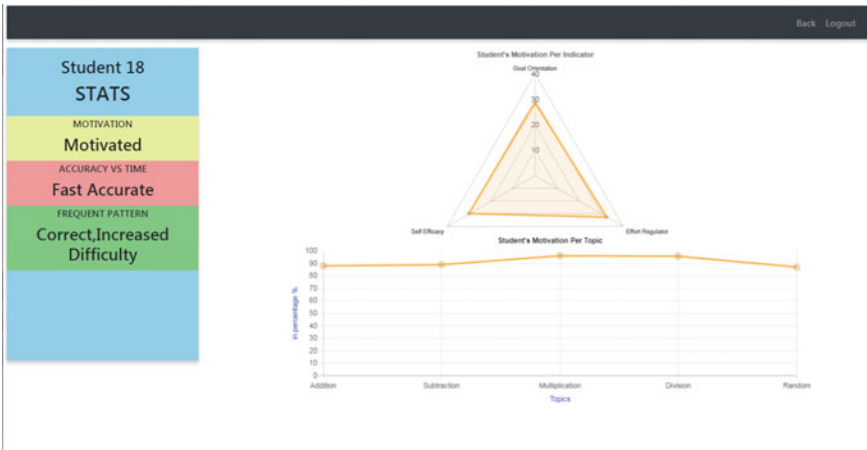 Back Logout
Student 18
STATS
MOTIVATION
Motivated
ACCURACY VS TIME
Fast Accurate
FREQUENT PATTERN
Correct,Increased
Difficulty
Student's Motivation Per Indicator
Goal Orientation
40
30
20
10
Self Efficacy
Effort Regulator
Student's Motivation Per Topic
100
90
80
70
60
50
40
30
20
10
0
in percentage %
Addition Subtraction Multiplication Division Random
Topics